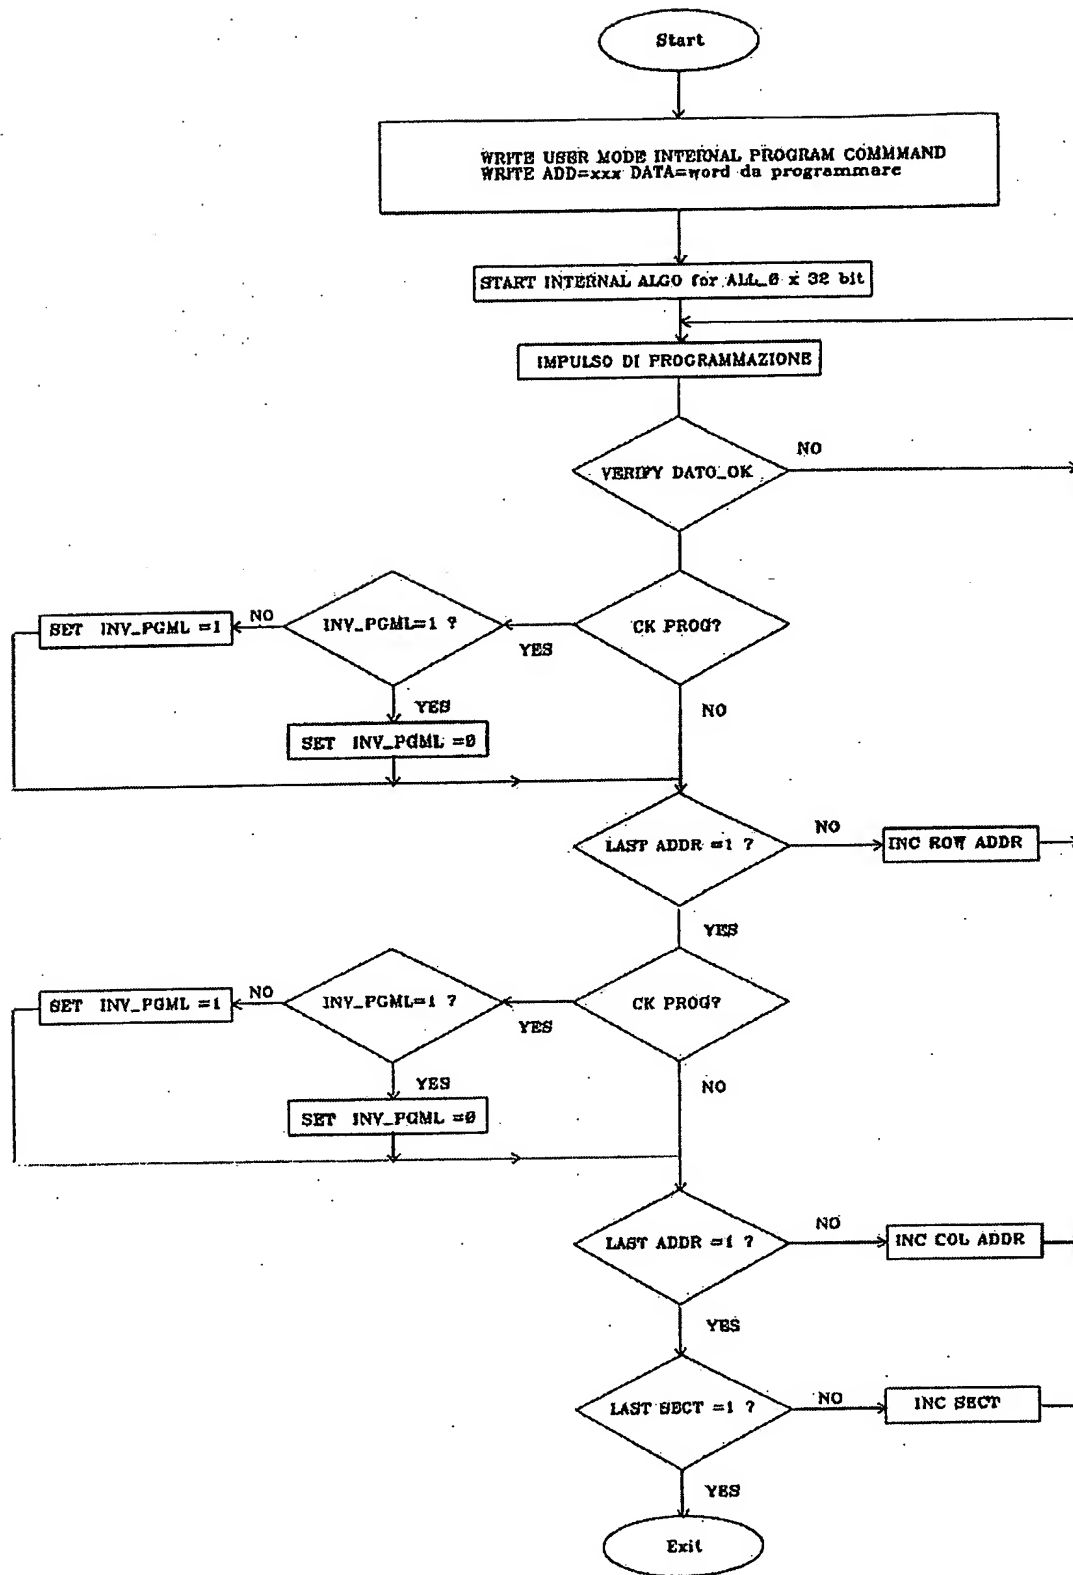 Start
WRITE USER MODE INTERNAL PROGRAM COMMMAND
WRITE ADD=xxx DATA=word da programmare
START INTERNAL ALGO for ALL_0 x 32 bit
IMPULSO DI PROGRAMMAZIONE
VERIFY DATO_OK
NO
SET INV_PGML =1
NO
INV_PGML=1 ?
YES
CK PROG?
YES
NO
SET INV_PGML =0
LAST ADDR =1 ?
NO
INC ROW ADDR
YES
SET INV_PGML =1
NO
INV_PGML=1 ?
YES
CK PROG?
YES
NO
SET INV_PGML =0
LAST ADDR =1 ?
NO
INC COL ADDR
YES
LAST SECT =1 ?
NO
INC SECT
YES
Exit